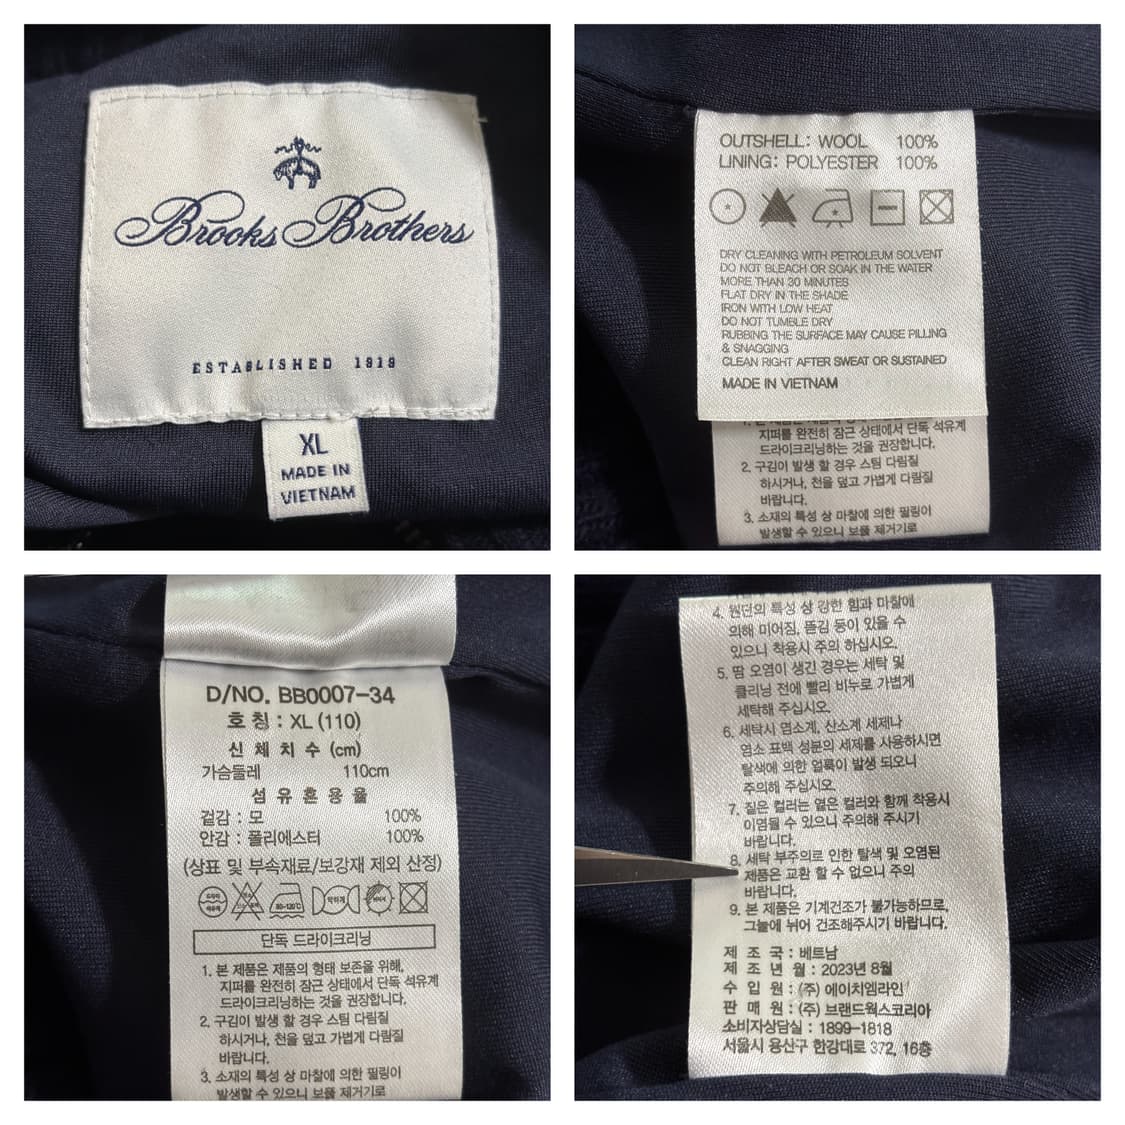 Brooks Brothers
ESTABLISHED 1818
XL
MADE IN
VIETNAM
OUTSHELL: WOOL 100%
LINING: POLYESTER 100%
DRY CLEANING WITH PETROLEUM SOLVENT
DO NOT BLEACH OR SOAK IN THE WATER
MORE THAN 30 MINUTES
FLAT DRY IN THE SHADE
IRON WITH LOW HEAT
DO NOT TUMBLE DRY
RUBBING THE SURFACE MAY CAUSE PILLING
& SNAGGING
CLEAN RIGHT AFTER SWEAT OR SUSTAINED
MADE IN VIETNAM
지퍼를 완전히 잠근 상태에서 단독 석유계
드라이크리닝하는 것을 권장합니다.
2. 구김이 발생 할 경우 스팀 다림질
하시거나, 천을 덮고 가볍게 다림질
바랍니다.
3. 소재의 특성 상 마찰에 의한 필링이
발생할 수 있으니 보풀 제거기로
D/NO. BB0007-34
호 칭 : XL (110)
신 체 치 수 (cm)
가슴둘레 110cm
섬 유 혼 용 율
겉감 : 모 100%
안감 : 폴리에스터 100%
(상표 및 부속재료/보강재 제외 산정)
80~120℃
단독 드라이크리닝
1. 본 제품은 제품의 형태 보존을 위해,
지퍼를 완전히 잠근 상태에서 단독 석유계
드라이크리닝하는 것을 권장합니다.
2. 구김이 발생 할 경우 스팀 다림질
하시거나, 천을 덮고 가볍게 다림질
바랍니다.
3. 소재의 특성 상 마찰에 의한 필링이
발생할 수 있으니 보풀 제거기로
4. 원단의 특성 상 강한 힘과 마찰에
의해 미어짐, 뜯김 등이 있을 수
있으니 착용시 주의 하십시오.
5. 땀 오염이 생긴 경우는 세탁 및
클리닝 전에 빨리 비누로 가볍게
세탁해 주십시오.
6. 세탁시 염소계, 산소계 세제나
염소 표백 성분의 세제를 사용하시면
탈색에 의한 얼룩이 발생 되오니
주의해 주십시오.
7. 짙은 컬러는 옅은 컬러와 함께 착용시
이염될 수 있으니 주의해 주시기
바랍니다.
8. 세탁 부주의로 인한 탈색 및 오염된
제품은 교환 할 수 없으니 주의
바랍니다.
9. 본 제품은 기계건조가 불가능하므로,
그늘에 뉘어 건조해주시기 바랍니다.
제 조 국 : 베트남
제 조 년 월 : 2023년 8월
수 입 원 : (주) 에이치엠라인
판 매 원 : (주) 브랜드웍스코리아
소비자상담실 : 1899-1818
서울시 용산구 한강대로 372, 16층